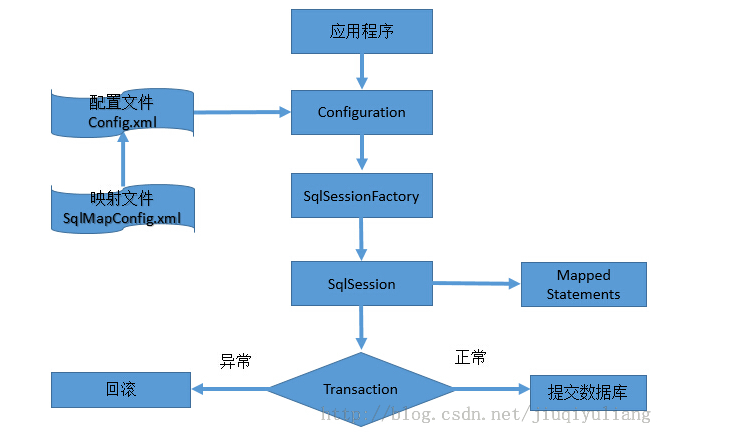 应用程序
配置文件
Config.xml
Configuration
映射文件
SqlMapConfig.xml
SqlSessionFactory
SqlSession
Mapped
Statements
异常
正常
回滚
Transaction
提交数据库
http://blog.csdn.net/jiuqiyuliang